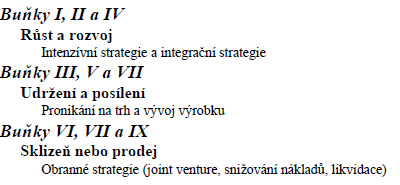 Buňky I, II a IV
Růst a rozvoj
Intenzívní strategie a integrační strategie
Buňky III, V a VII
Udržení a posílení
Pronikání na trh a vývoj výrobku
Buňky VI, VII a IX
Sklizeň nebo prodej
Obranné strategie (joint venture, snižování nákladů, likvidace)